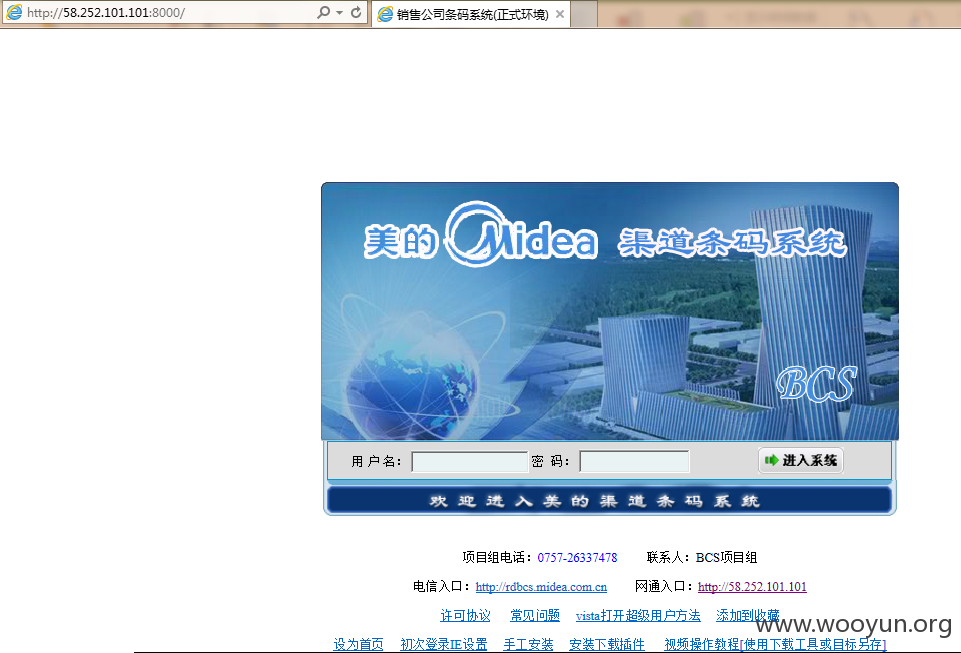 http://58.252.101.101:8000/
销售公司条码系统(正式环境)
美的 Midea 渠道条码系统
BCS
用 户 名： 密 码： 进入系统
欢迎进入美的渠道条码系统
项目组电话：0757-26337478 联系人：BCS项目组
电信入口：http://rdbcs.midea.com.cn 网通入口：http://58.252.101.101
许可协议 常见问题 vista打开超级用户方法 添加到收藏
www.wooyun.org
设为首页 初次登录IE设置 手工安装 安装下载插件 视频操作教程[使用下载工具或目标另存]